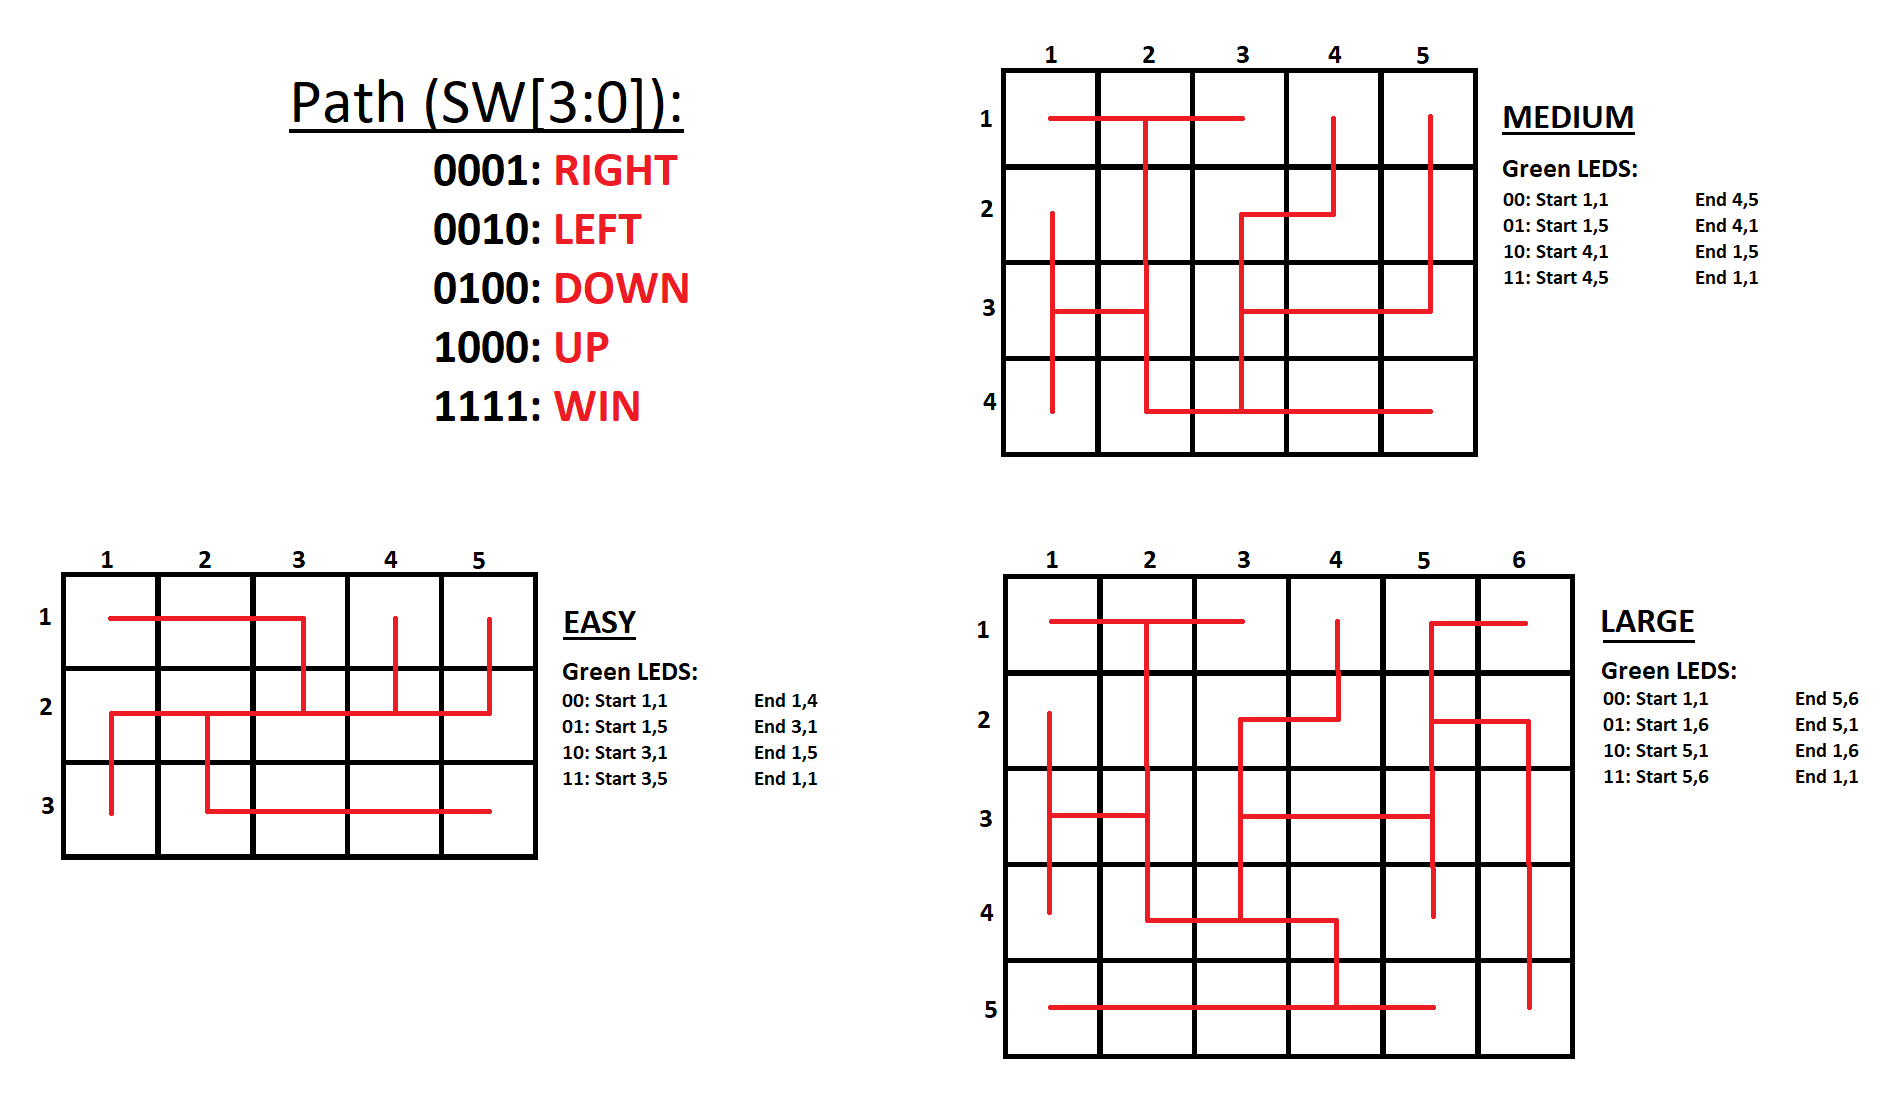 Path (SW[3:0]):
0001: RIGHT
0010: LEFT
0100: DOWN
1000: UP
1111: WIN
1 2 3 4 5
1
2
3
4
MEDIUM
Green LEDS:
00: Start 1,1 End 4,5
01: Start 1,5 End 4,1
10: Start 4,1 End 1,5
11: Start 4,5 End 1,1
1 2 3 4 5
1
2
3
EASY
Green LEDS:
00: Start 1,1 End 1,4
01: Start 1,5 End 3,1
10: Start 3,1 End 1,5
11: Start 3,5 End 1,1
1 2 3 4 5 6
1
2
3
4
5
LARGE
Green LEDS:
00: Start 1,1 End 5,6
01: Start 1,6 End 5,1
10: Start 5,1 End 1,6
11: Start 5,6 End 1,1